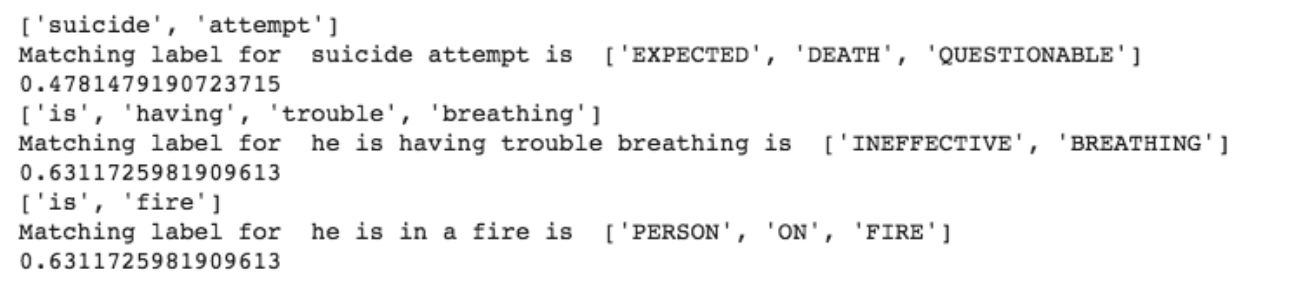 ['suicide', 'attempt']
Matching label for  suicide attempt is  ['EXPECTED', 'DEATH', 'QUESTIONABLE']
0.4781479190723715
['is', 'having', 'trouble', 'breathing']
Matching label for  he is having trouble breathing is  ['INEFFECTIVE', 'BREATHING']
0.6311725981909613
['is', 'fire']
Matching label for  he is in a fire is  ['PERSON', 'ON', 'FIRE']
0.6311725981909613